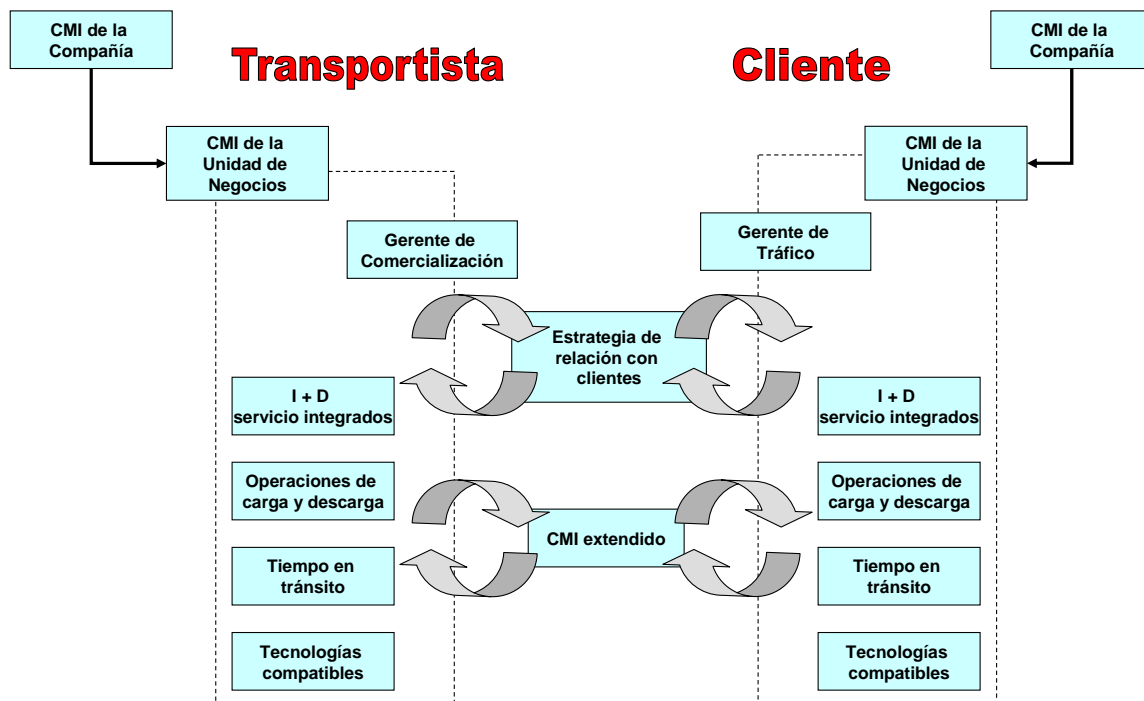 CMI de la
Compañía
Transportista
Cliente
CMI de la
Compañía
CMI de la
Unidad de
Negocios
CMI de la
Unidad de
Negocios
Gerente de
Comercialización
Gerente de
Tráfico
Estrategia de
relación con
clientes
I + D
servicio integrados
I + D
servicio integrados
Operaciones de
carga y descarga
Operaciones de
carga y descarga
CMI extendido
Tiempo en
tránsito
Tiempo en
tránsito
Tecnologías
compatibles
Tecnologías
compatibles